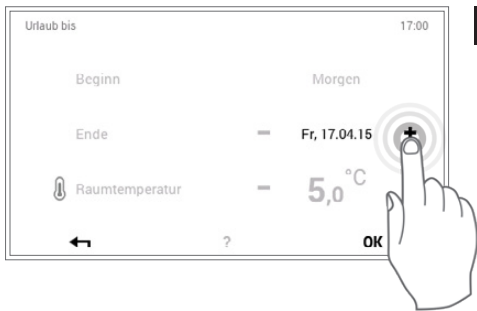 Urlaub bis 17:00
Beginn Morgen
Ende − Fr, 17.04.15 +
Raumtemperatur − 5,0 °C
? OK